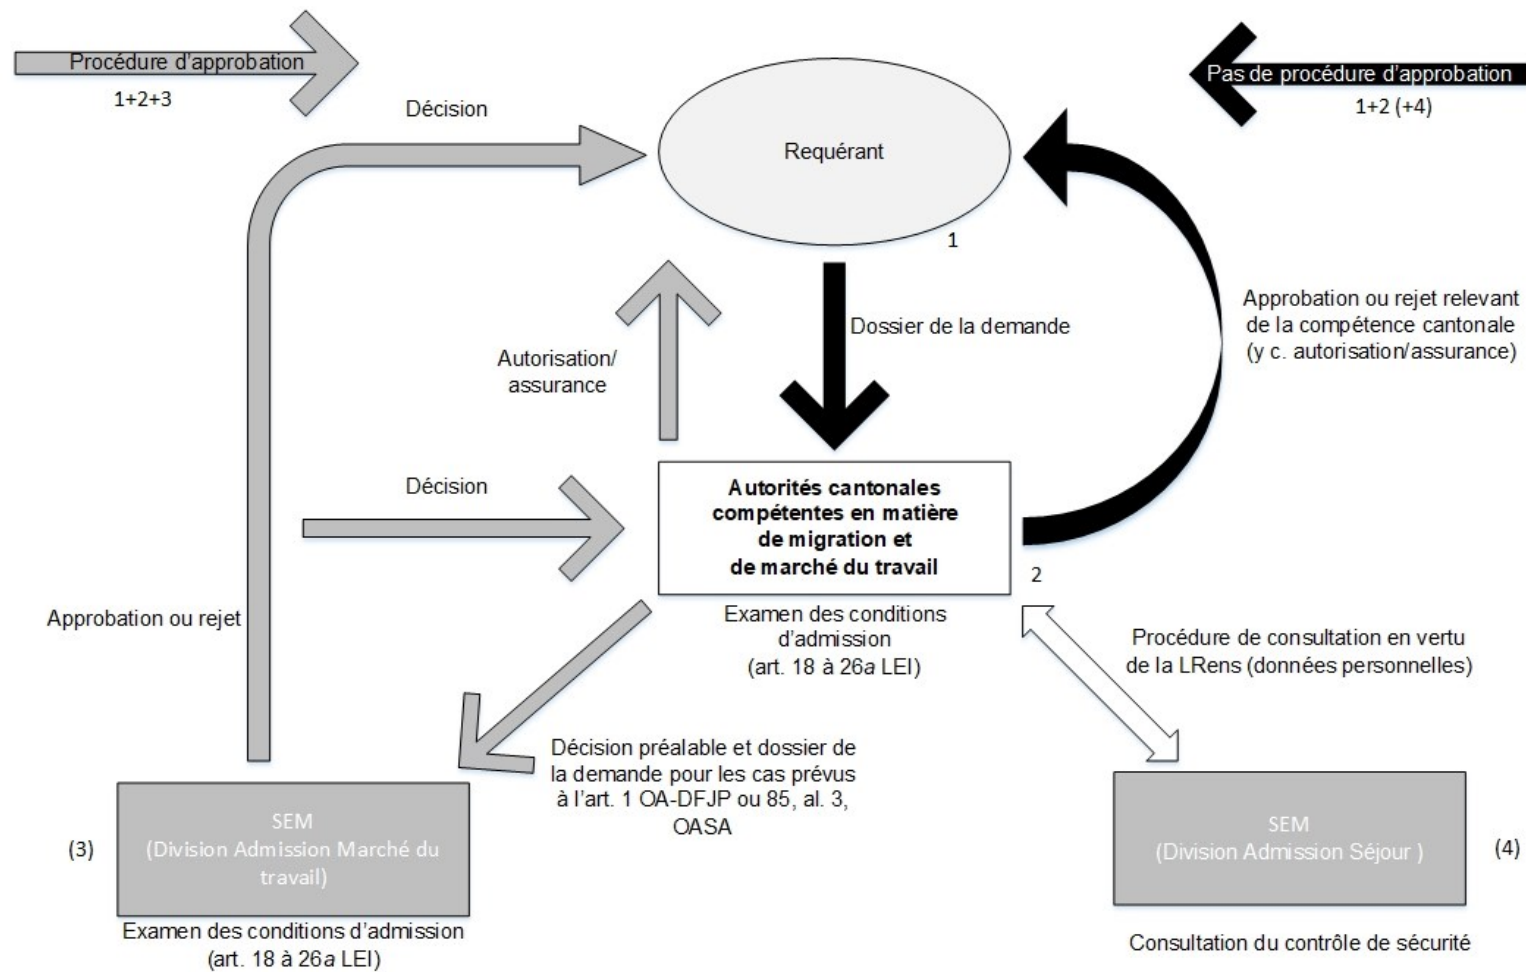 Procédure d'approbation
1+2+3
Pas de procédure d'approbation
1+2 (+4)
Décision
Requérant
1
Dossier de la demande
Approbation ou rejet relevant
de la compétence cantonale
(y c. autorisation/assurance)
Autorisation/
assurance
Décision
Autorités cantonales
compétentes en matière
de migration et
de marché du travail
2
Approbation ou rejet
Examen des conditions
d'admission
(art. 18 à 26a LEI)
Procédure de consultation en vertu
de la LRens (données personnelles)
Décision préalable et dossier de
la demande pour les cas prévus
à l'art. 1 OA-DFJP ou 85, al. 3,
OASA
(3)
SEM
(Division Admission Marché du
travail)
Examen des conditions d'admission
(art. 18 à 26a LEI)
SEM
(Division Admission Séjour )
(4)
Consultation du contrôle de sécurité